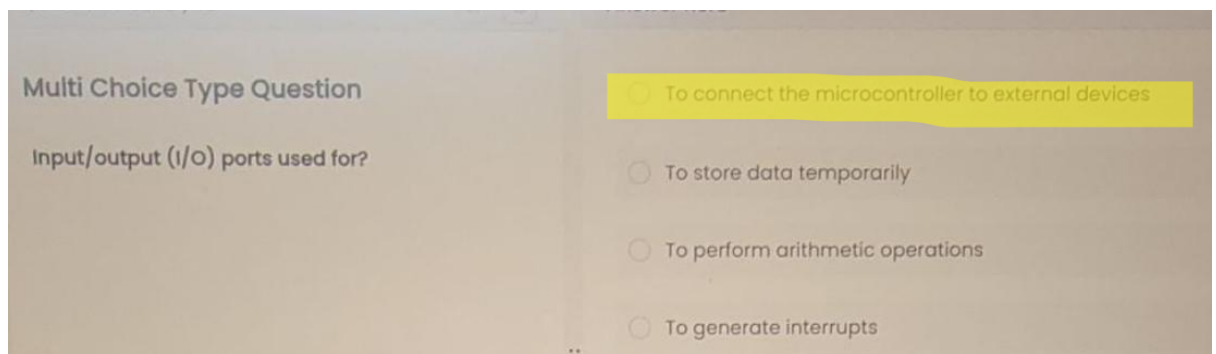 Multi Choice Type Question
Input/output (I/O) ports used for?
To connect the microcontroller to external devices
To store data temporarily
To perform arithmetic operations
To generate interrupts